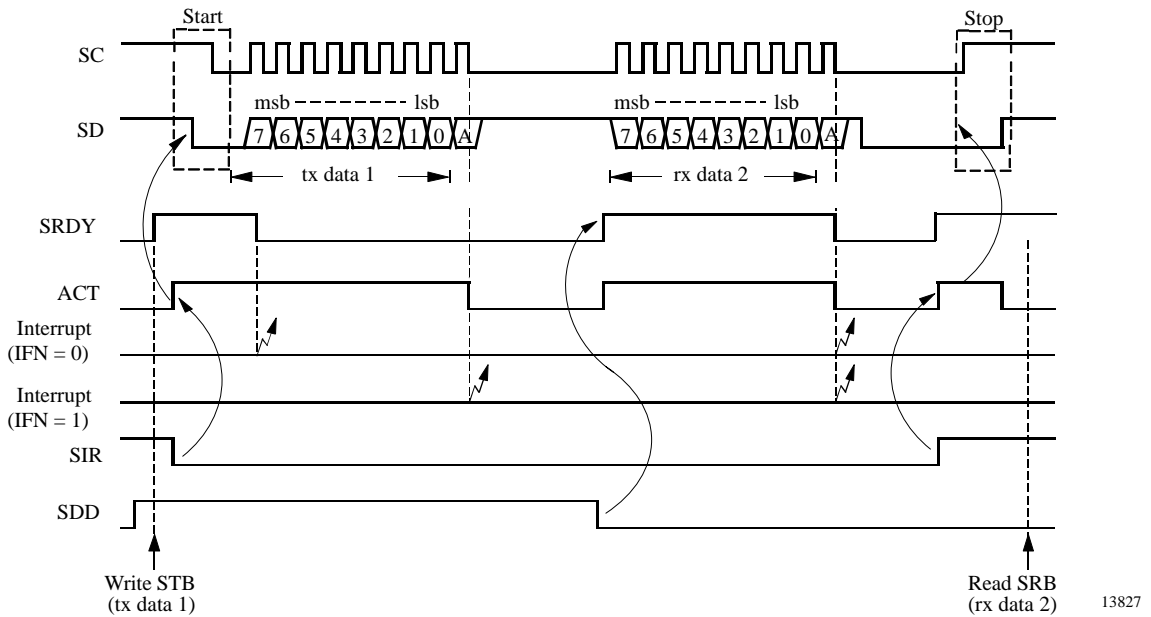 Start
Stop
SC
msb lsb
msb lsb
SD
7 6 5 4 3 2 1 0 A
7 6 5 4 3 2 1 0 A
tx data 1
rx data 2
SRDY
ACT
Interrupt
(IFN = 0)
Interrupt
(IFN = 1)
SIR
SDD
Write STB
(tx data 1)
Read SRB
(rx data 2)
13827